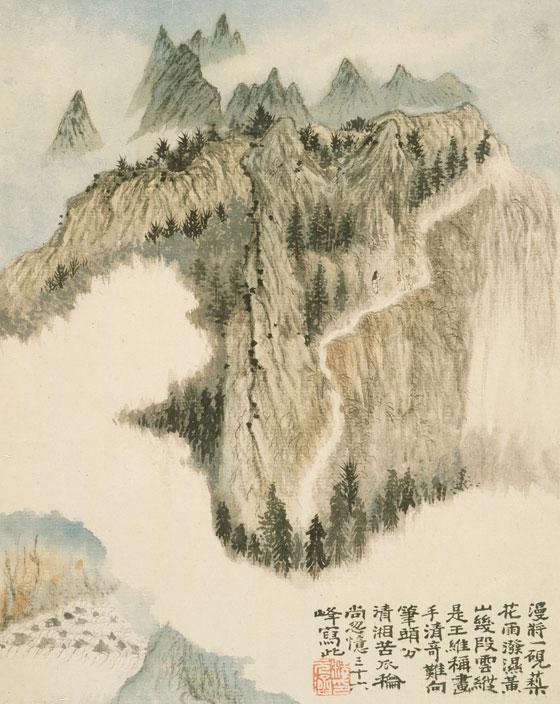 漫將一硯棃
花雨潑濕黃
山幾段雲縱
是王維稱畫
手清奇難向
筆頭分
清湘苦瓜和
尚忽憶三十六
峰寫此